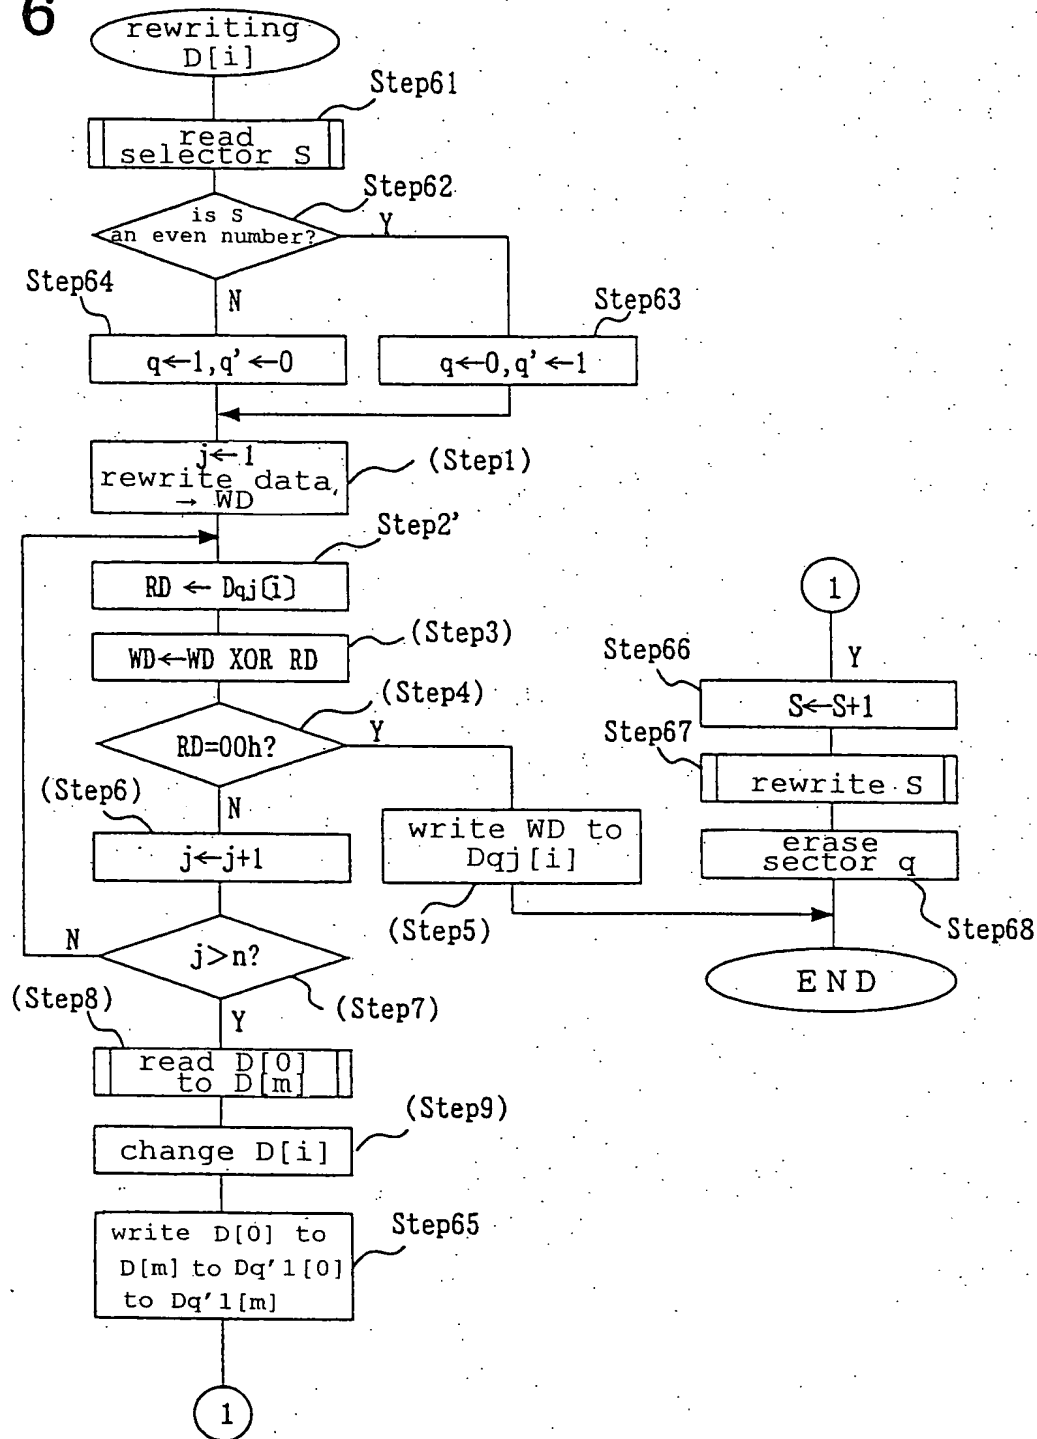 6
rewriting
D[i]
Step61
read
selector S
Step62
is S
an even number?
Y
N
Step64
Step63
q←1,q'←0
q←0,q'←1
j←1
rewrite data
→ WD
(Step1)
Step2'
RD ← Dqj[i]
(Step3)
WD←WD XOR RD
(Step4)
RD=00h?
Y
N
(Step6)
j←j+1
write WD to
Dqj[i]
(Step5)
N
j>n?
(Step7)
Y
(Step8)
read D[0]
to D[m]
(Step9)
change D[i]
Step65
write D[0] to
D[m] to Dq'1[0]
to Dq'1[m]
1
1
Y
Step66
S←S+1
Step67
rewrite S
erase
sector q
Step68
END